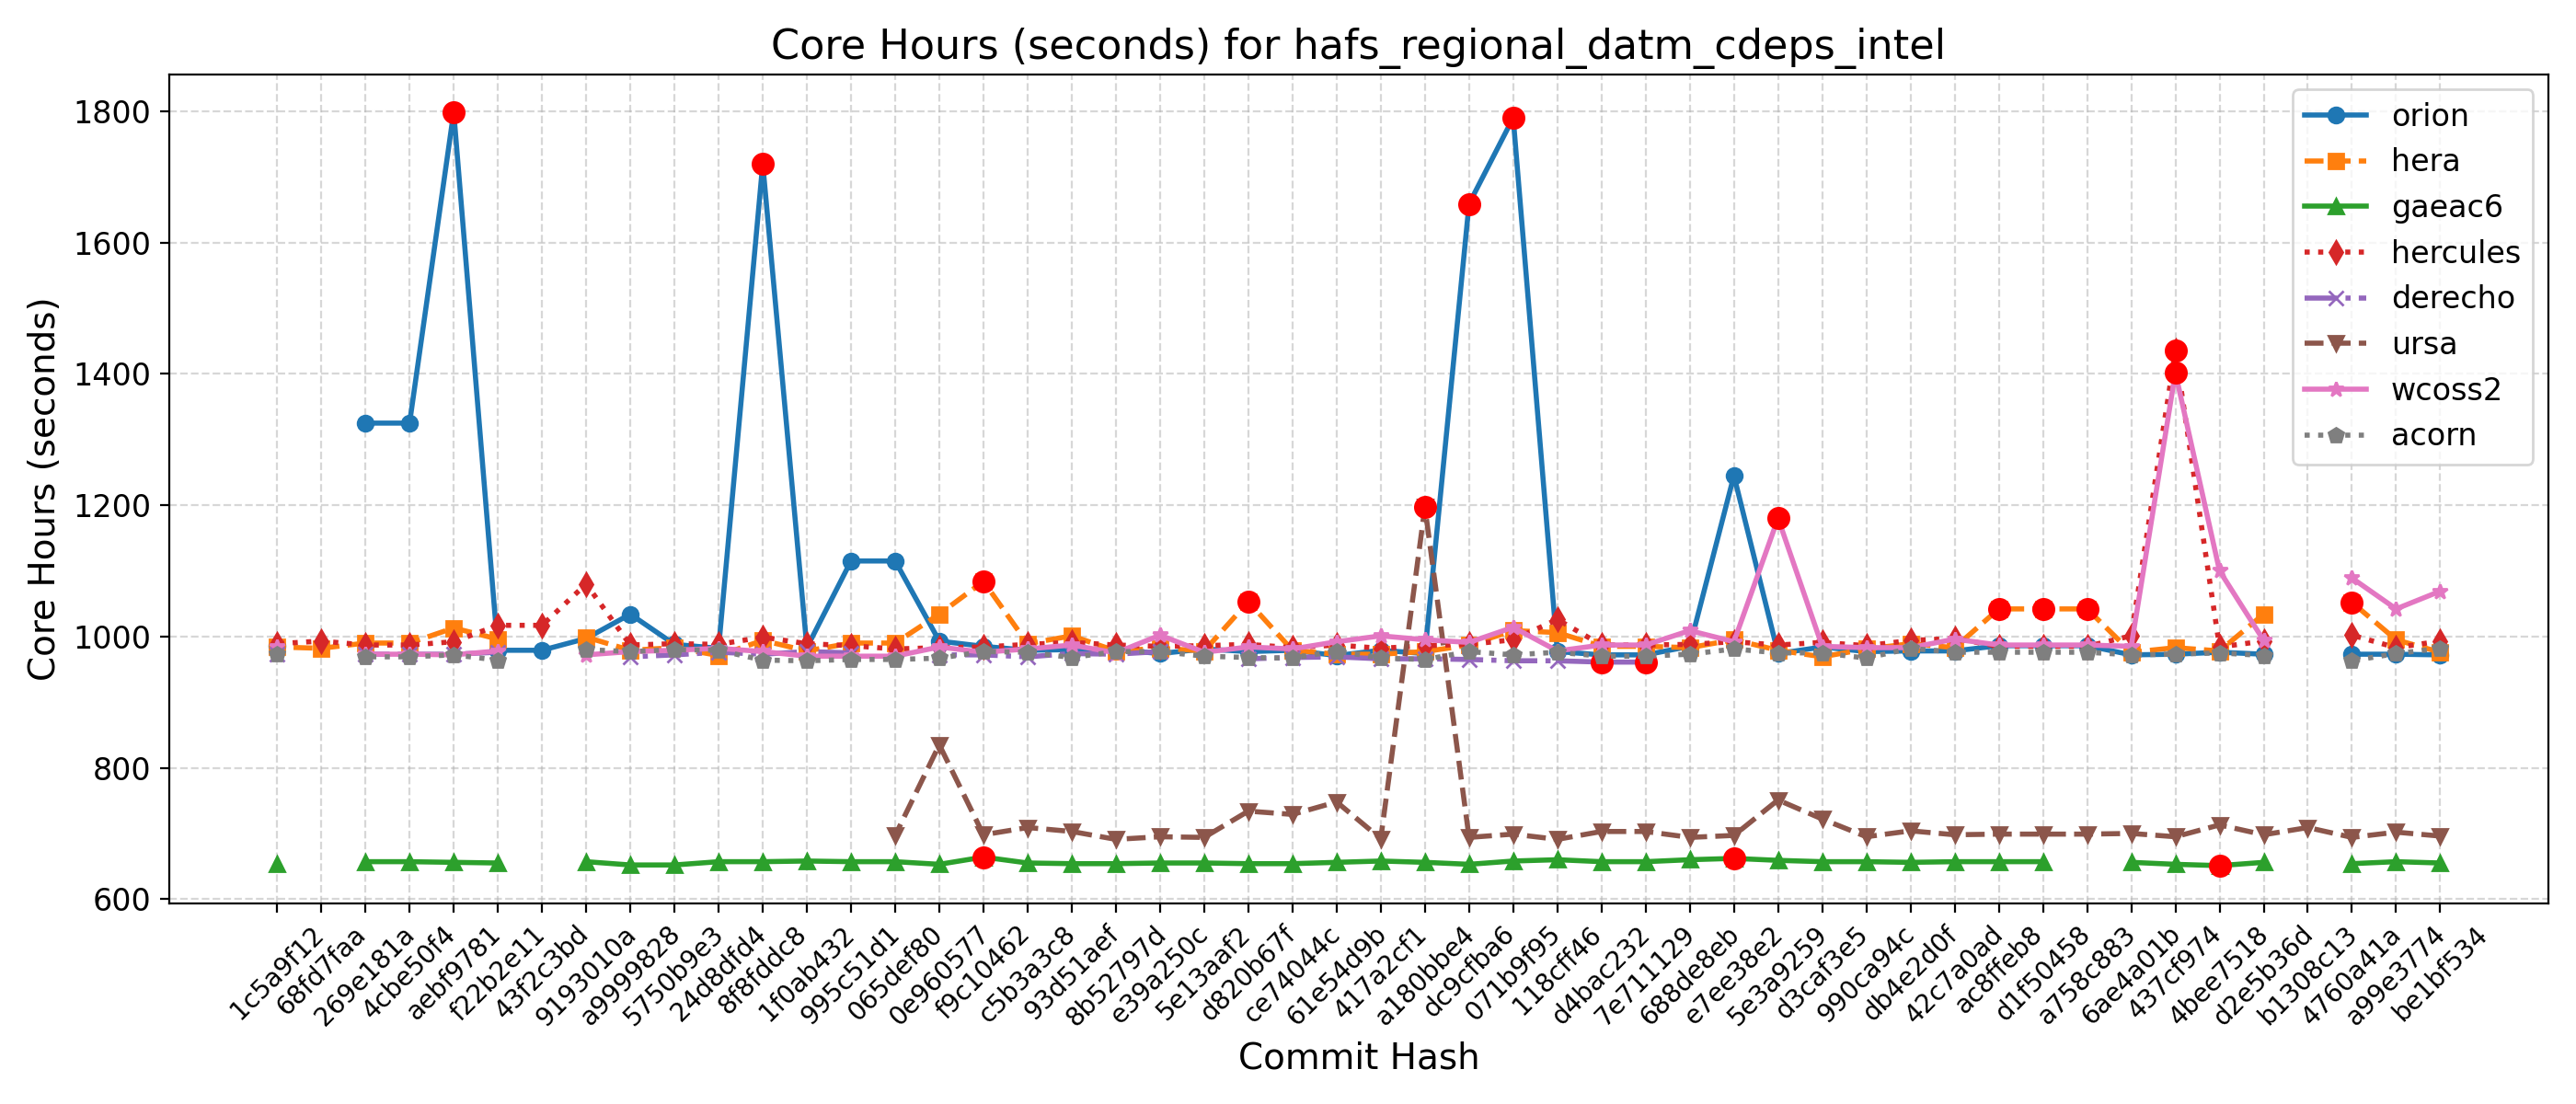 Core Hours (seconds) for hafs_regional_datm_cdeps_intel
Core Hours (seconds)
1800
1600
1400
1200
1000
800
600
orion
hera
gaeac6
hercules
derecho
ursa
wcoss2
acorn
1c5a9f12
68fd7faa
269e181a
4cbe50f4
aebf9781
f22b2e11
43f2c3bd
9193010a
a9999828
5750b9e3
24d8dfd4
8f8fddc8
1f0ab432
995c51d1
065def80
0e960577
f9c10462
c5b3a3c8
93d51aef
8b52797d
e39a250c
5e13aaf2
d820b67f
ce74044c
61e54d9b
417a2cf1
a180bbe4
dc9cfba6
071b9f95
118cff46
d4bac232
7e711129
688de8eb
e7ee38e2
5e3a9259
d3caf3e5
990ca94c
db4e2d0f
42c7a0ad
ac8ffeb8
d1f50458
a758c883
6ae4a01b
437cf974
4bee7518
d2e5b36d
b1308c13
4760a41a
a99e3774
be1bf534
Commit Hash